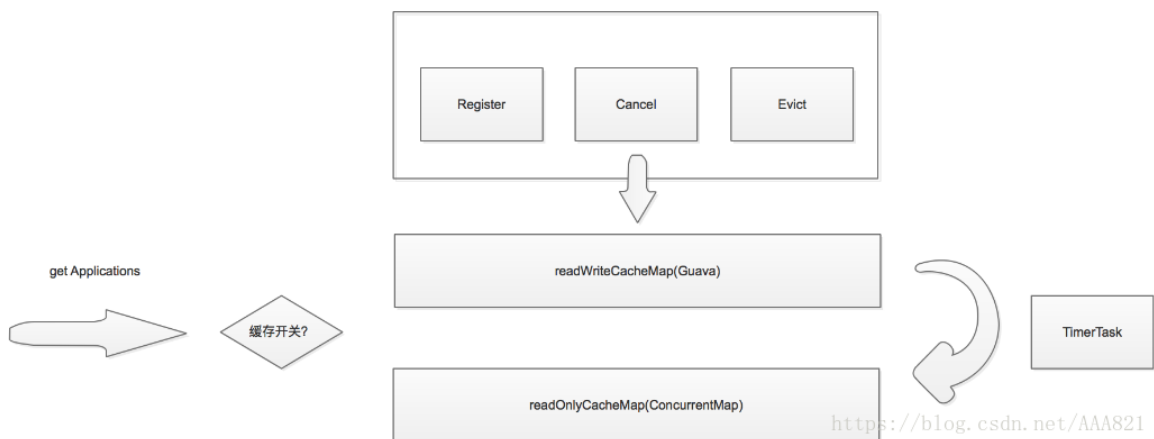 Register
Cancel
Evict
readWriteCacheMap(Guava)
get Applications
缓存开关?
TimerTask
readOnlyCacheMap(ConcurrentMap)
https://blog.csdn.net/AAA821